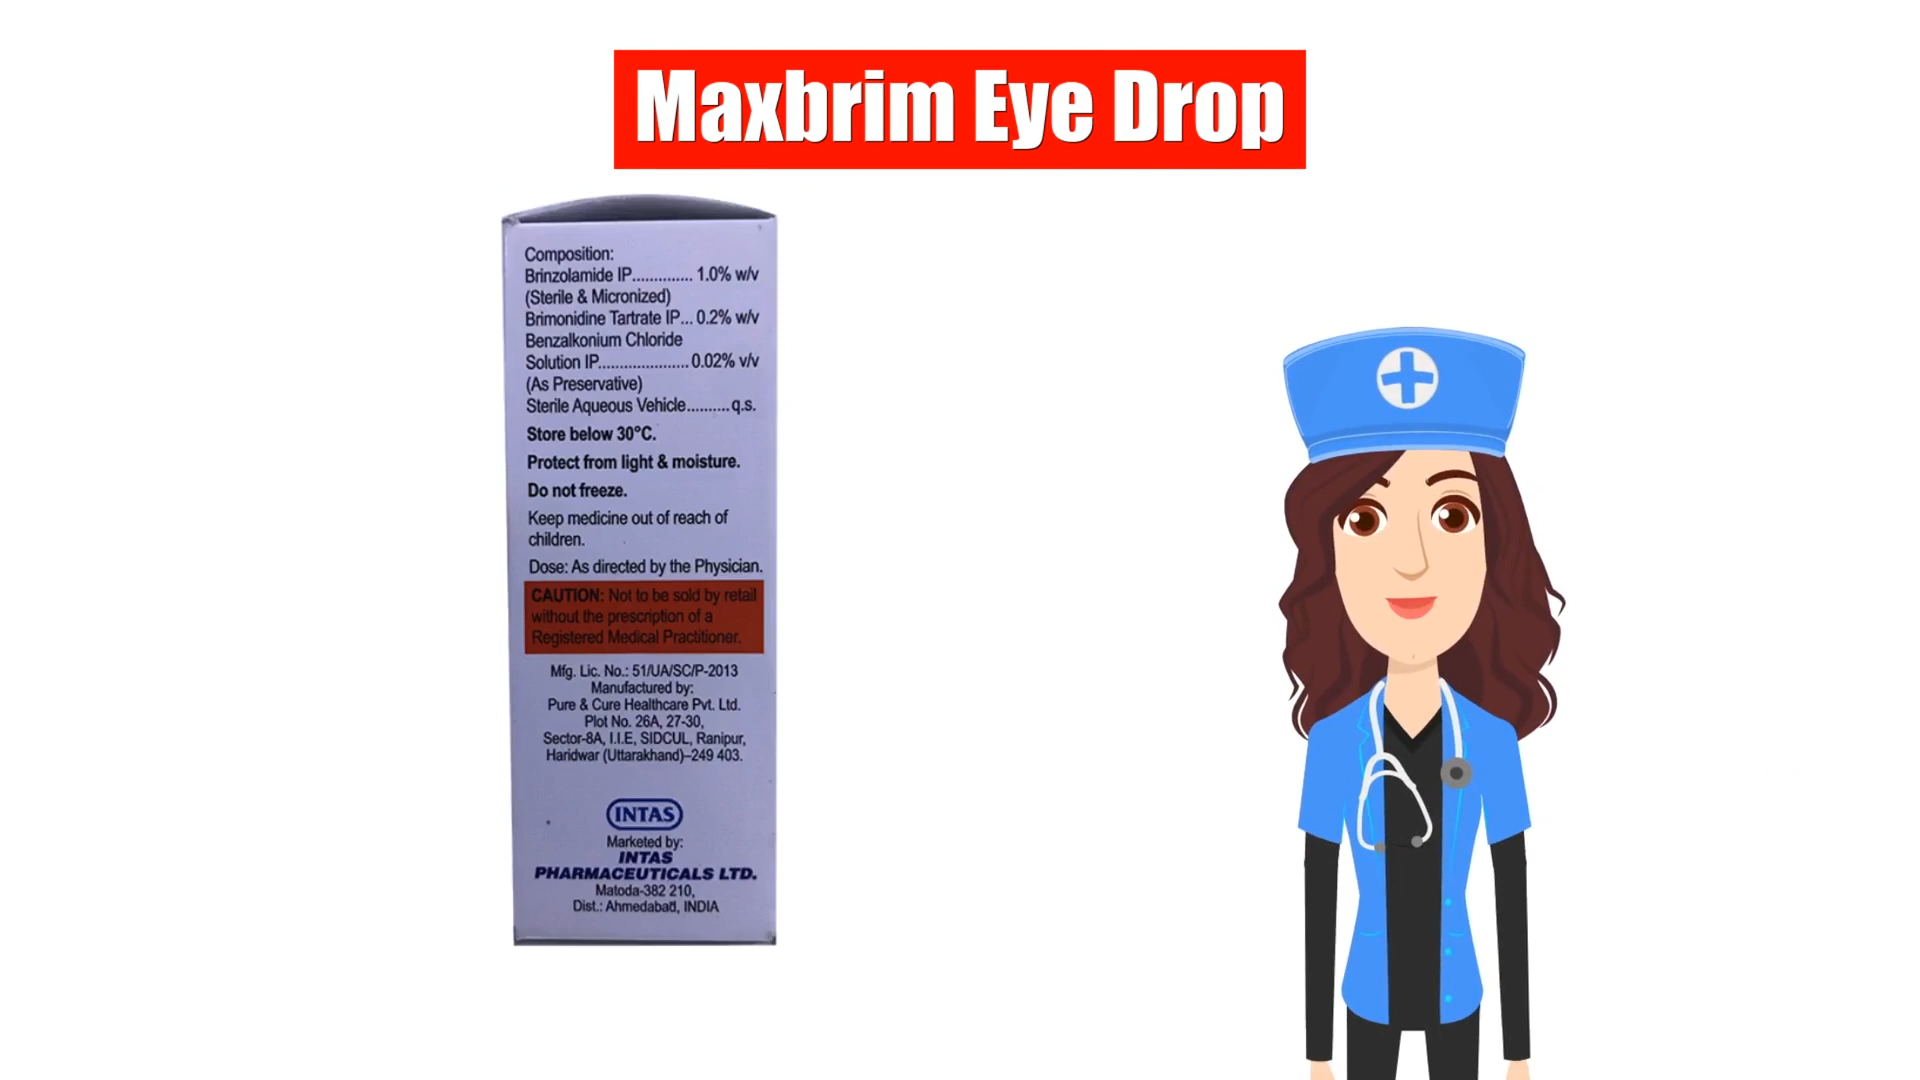 Maxbrim Eye Drop
Composition:
Brinzolamide IP.............. 1.0% w/v
(Sterile & Micronized)
Brimonidine Tartrate IP... 0.2% w/v
Benzalkonium Chloride
Solution IP...................... 0.02% v/v
(As Preservative)
Sterile Aqueous Vehicle.......... q.s.
Store below 30°C.
Protect from light & moisture.
Do not freeze.
Keep medicine out of reach of
children.
Dose: As directed by the Physician.
CAUTION: Not to be sold by retail
without the prescription of a
Registered Medical Practitioner.
Mfg. Lic. No.: 51/UA/SC/P-2013
Manufactured by:
Pure & Cure Healthcare Pvt. Ltd.
Plot No. 26A, 27-30,
Sector-8A, I.I.E, SIDCUL, Ranipur,
Haridwar (Uttarakhand)–249 403.
INTAS
Marketed by:
INTAS
PHARMACEUTICALS LTD.
Matoda-382 210,
Dist.: Ahmedabad, INDIA